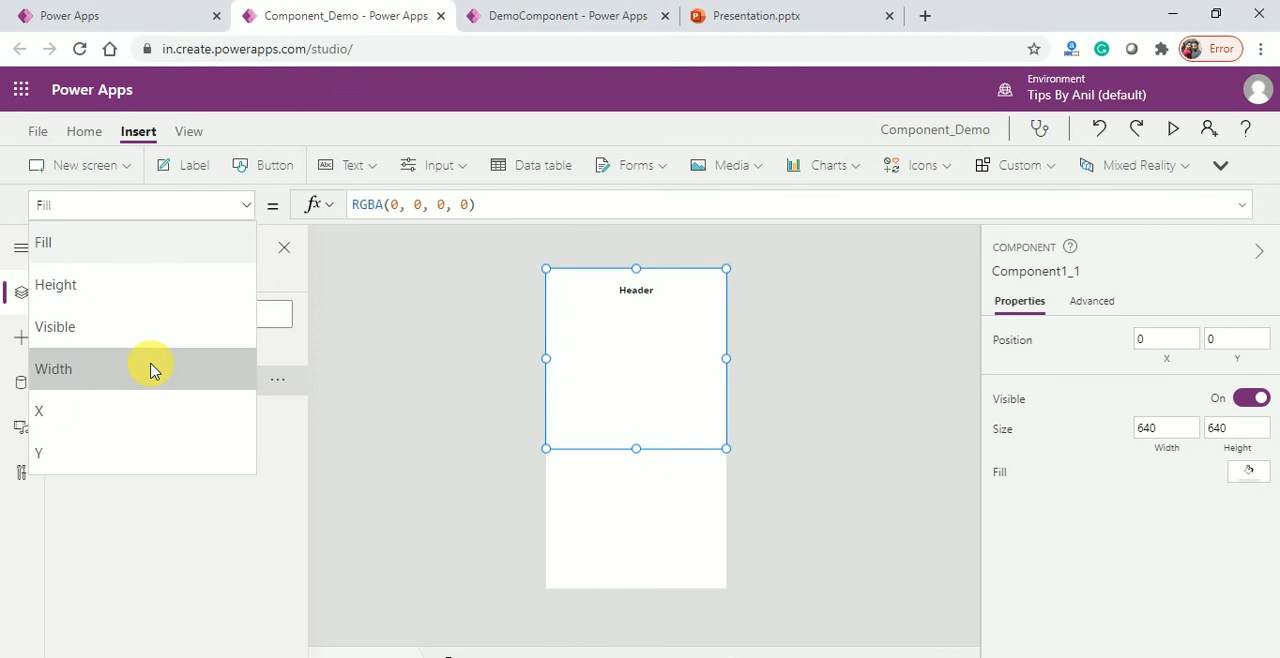 Power Apps
Component_Demo - Power Apps
DemoComponent - Power Apps
Presentation.pptx
in.create.powerapps.com/studio/
Error
Power Apps
Environment
Tips By Anil (default)
File Home Insert View
Component_Demo
New screen Label Button Text Input Data table Forms Media Charts Icons Custom Mixed Reality
Fill = fx RGBA(0, 0, 0, 0)
Fill
Height
Visible
Width
X
Y
Header
COMPONENT
Component1_1
Properties Advanced
Position 0 0
X Y
Visible On
Size 640 640
Width Height
Fill